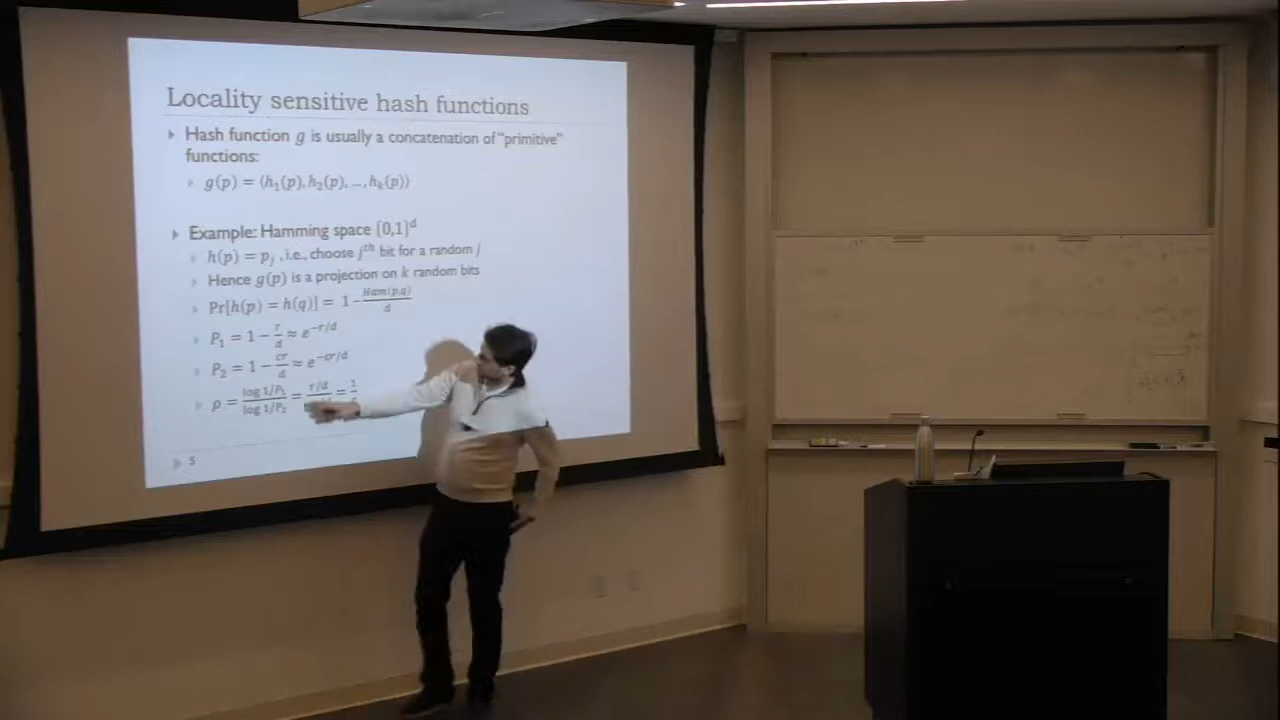 Locality sensitive hash functions
Hash function g is usually a concatenation of "primitive"
functions:
g(p) = ⟨h₁(p), h₂(p), ..., hₖ(p)⟩
Example: Hamming space {0,1}ᵈ
h(p) = pⱼ, i.e., choose jᵗʰ bit for a random j
Hence g(p) is a projection on k random bits
Pr[h(p) = h(q)] = 1 − Ham(p,q)/d
P₁ = 1 − r/d ≈ e^(−r/d)
P₂ = 1 − cr/d ≈ e^(−cr/d)
ρ = log 1/P₁ / log 1/P₂ = r/d = 1
5